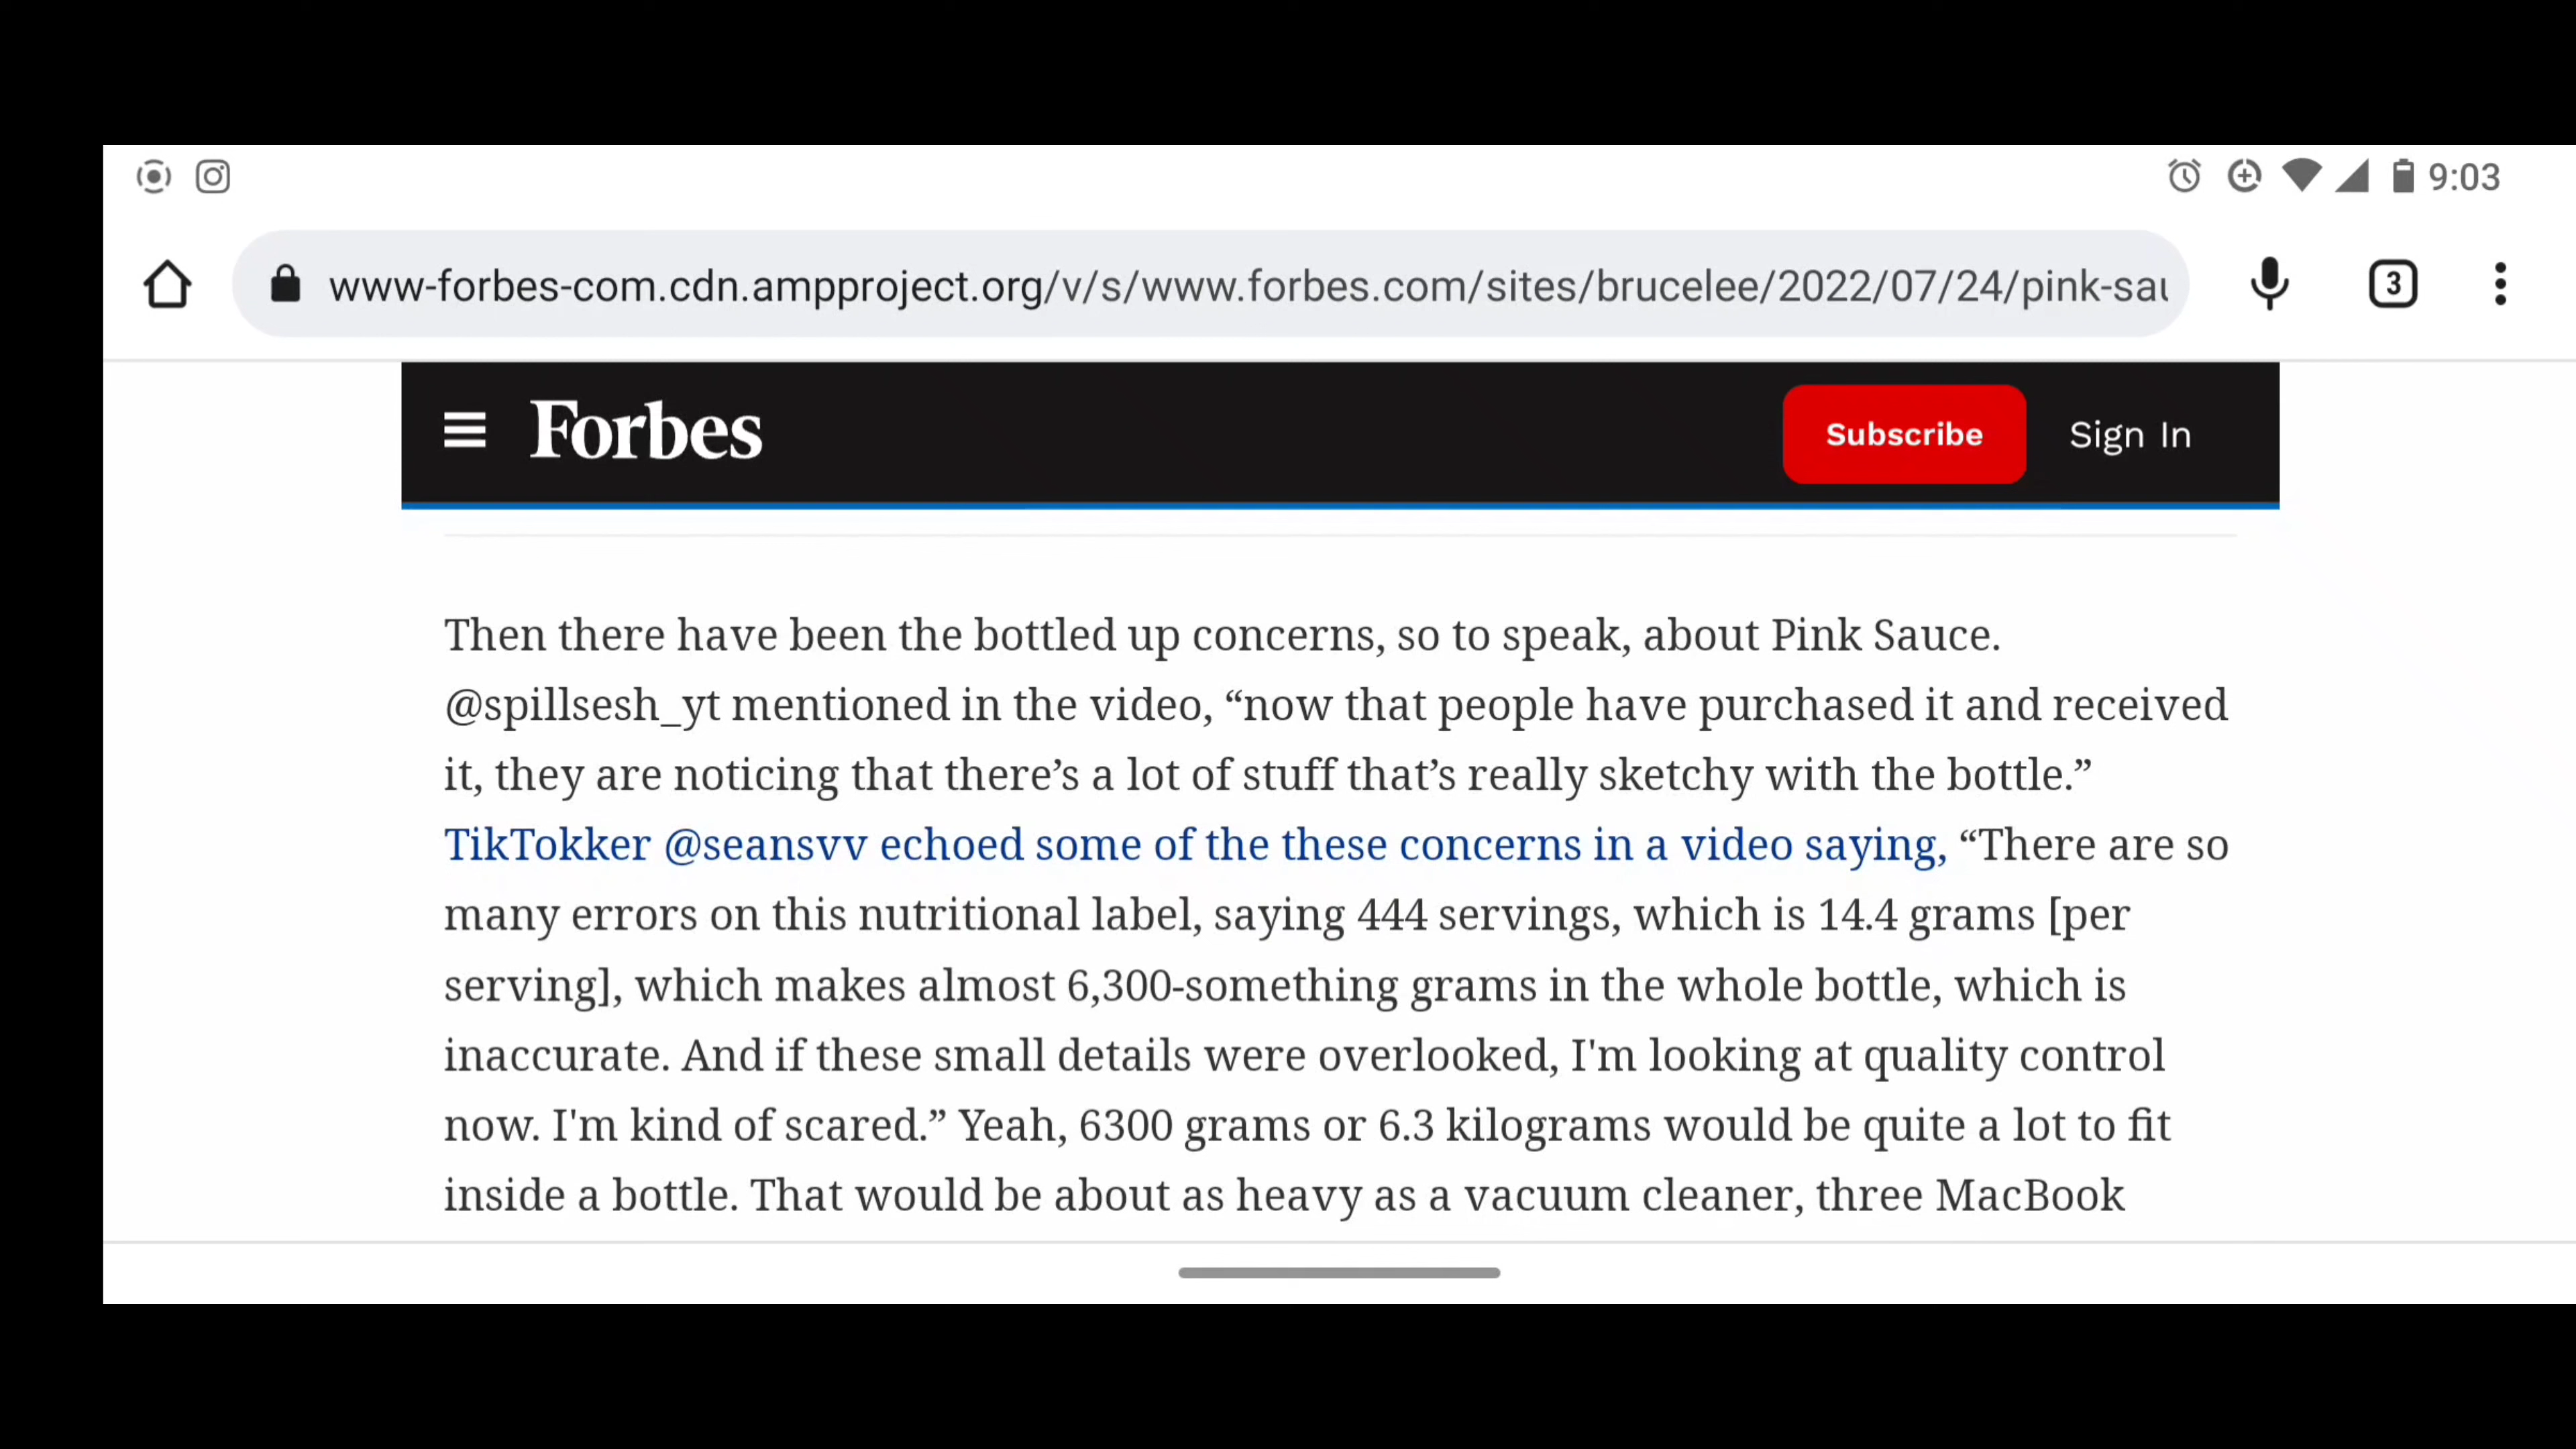 9:03
www-forbes-com.cdn.ampproject.org/v/s/www.forbes.com/sites/brucelee/2022/07/24/pink-sau
3
Forbes
Subscribe
Sign In
Then there have been the bottled up concerns, so to speak, about Pink Sauce.
@spillsesh_yt mentioned in the video, “now that people have purchased it and received
it, they are noticing that there’s a lot of stuff that’s really sketchy with the bottle.”
TikTokker @seansvv echoed some of the these concerns in a video saying, “There are so
many errors on this nutritional label, saying 444 servings, which is 14.4 grams [per
serving], which makes almost 6,300-something grams in the whole bottle, which is
inaccurate. And if these small details were overlooked, I'm looking at quality control
now. I'm kind of scared.” Yeah, 6300 grams or 6.3 kilograms would be quite a lot to fit
inside a bottle. That would be about as heavy as a vacuum cleaner, three MacBook